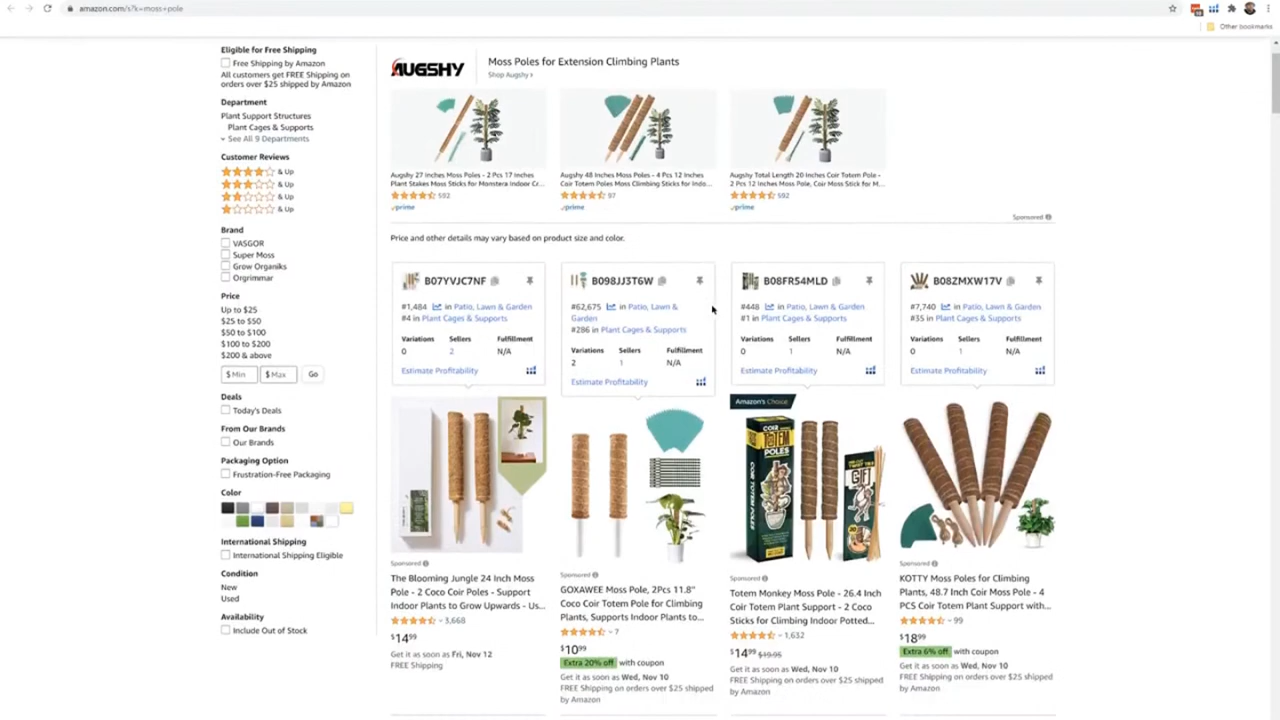 amazon.com/s?k=moss+pole
Other bookmarks
Eligible for Free Shipping
Free Shipping by Amazon
All customers get FREE Shipping on
orders over $25 shipped by Amazon
Department
Plant Support Structures
Plant Cages & Supports
See All 9 Departments
Customer Reviews
& Up
& Up
& Up
& Up
Brand
VASGOR
Super Moss
Grow Organiks
Orgrimmar
Price
Up to $25
$25 to $50
$50 to $100
$100 to $200
$200 & above
$ Min $ Max Go
Deals
Today's Deals
From Our Brands
Our Brands
Packaging Option
Frustration-Free Packaging
Color
International Shipping
International Shipping Eligible
Condition
New
Used
Availability
Include Out of Stock
AUGSHY
Moss Poles for Extension Climbing Plants
Shop Augshy ›
Augshy 27 Inches Moss Poles - 2 Pcs 17 Inches
Plant Stakes Moss Sticks for Monstera Indoor Cr...
592
prime
Augshy 48 Inches Moss Poles - 4 Pcs 12 Inches
Coir Totem Poles Moss Climbing Sticks for Indo...
97
prime
Augshy Total Length 20 Inches Coir Totem Pole -
2 Pcs 12 Inches Moss Pole, Coir Moss Stick for M...
592
prime
Sponsored
Price and other details may vary based on product size and color.
B07YVJC7NF
#1,484 in Patio, Lawn & Garden
#4 in Plant Cages & Supports
Variations Sellers Fulfillment
0 2 N/A
Estimate Profitability
B098JJ3T6W
#62,675 in Patio, Lawn &
Garden
#286 in Plant Cages & Supports
Variations Sellers Fulfillment
2 1 N/A
Estimate Profitability
B08FR54MLD
#448 in Patio, Lawn & Garden
#1 in Plant Cages & Supports
Variations Sellers Fulfillment
0 1 N/A
Estimate Profitability
B08ZMXW17V
#7,740 in Patio, Lawn & Garden
#35 in Plant Cages & Supports
Variations Sellers Fulfillment
0 1 N/A
Estimate Profitability
Sponsored
The Blooming Jungle 24 Inch Moss
Pole - 2 Coco Coir Poles - Support
Indoor Plants to Grow Upwards - Us...
3,668
$14.99
Get it as soon as Fri, Nov 12
FREE Shipping
Sponsored
GOXAWEE Moss Pole, 2Pcs 11.8"
Coco Coir Totem Pole for Climbing
Plants, Supports Indoor Plants to...
7
$10.99
Extra 20% off with coupon
Get it as soon as Wed, Nov 10
FREE Shipping on orders over $25 shipped
by Amazon
Amazon's Choice
COIR
TOTEM
POLES
COIR TOTEM POLES
GIFT
Sponsored
Totem Monkey Moss Pole - 26.4 Inch
Coir Totem Plant Support - 2 Coco
Sticks for Climbing Indoor Potted...
1,632
$14.99 $19.95
Get it as soon as Wed, Nov 10
FREE Shipping on orders over $25 shipped
by Amazon
Sponsored
KOTTY Moss Poles for Climbing
Plants, 48.7 Inch Coir Moss Pole - 4
PCS Coir Totem Plant Support with...
99
$18.99
Extra 6% off with coupon
Get it as soon as Wed, Nov 10
FREE Shipping on orders over $25 shipped
by Amazon